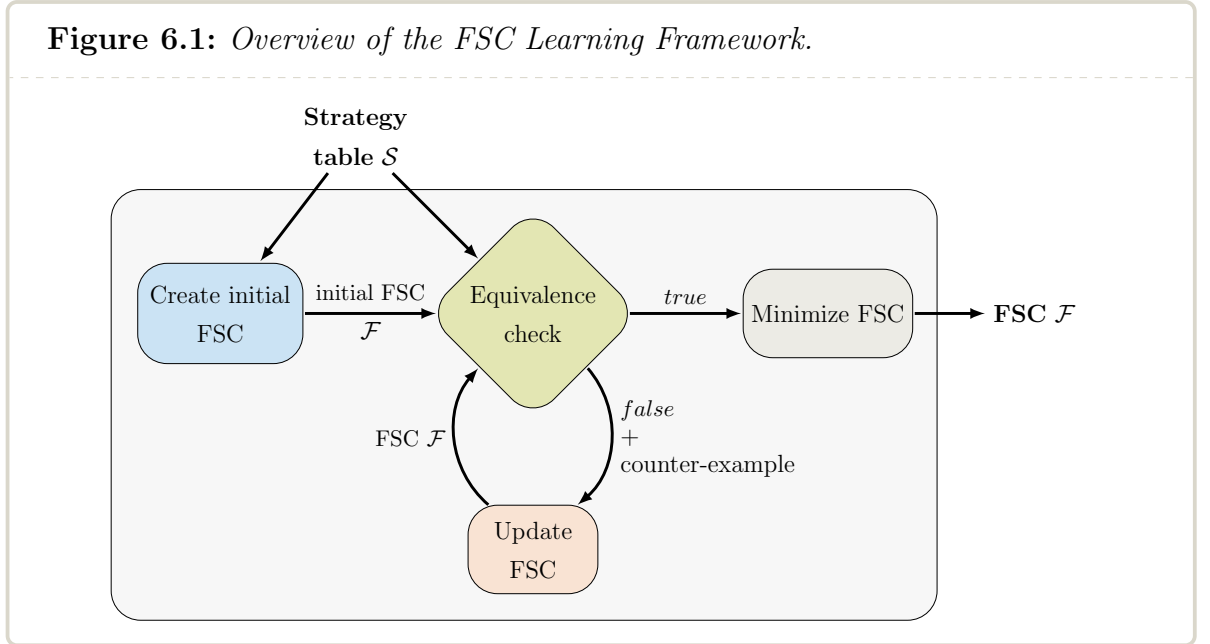 Figure 6.1: Overview of the FSC Learning Framework.
Strategy
table 𝒮
Create initial
FSC
initial FSC
ℱ
Equivalence
check
true
Minimize FSC
FSC ℱ
FSC ℱ
false
+
counter-example
Update
FSC